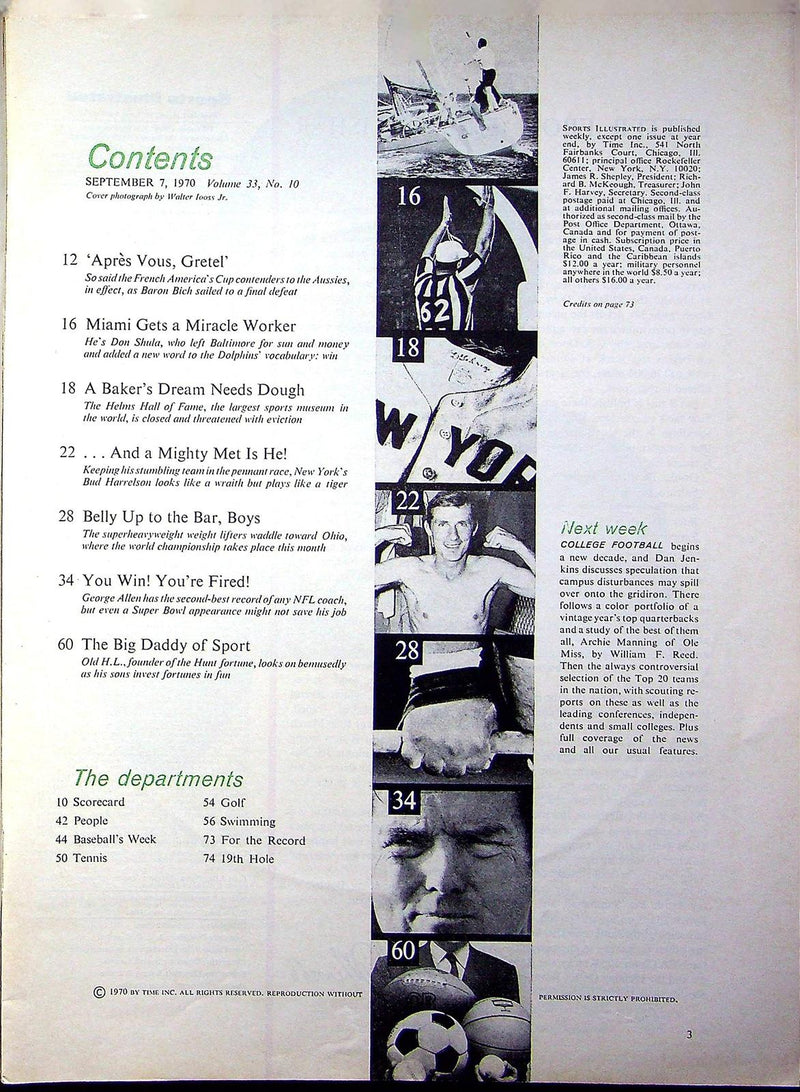 Contents
SEPTEMBER 7, 1970 Volume 33, No. 10
Cover photograph by Walter Iooss Jr.
12 ‘Après Vous, Gretel’
So said the French America's Cup contenders to the Aussies,
in effect, as Baron Bich sailed to a final defeat
16 Miami Gets a Miracle Worker
He's Don Shula, who left Baltimore for sun and money
and added a new word to the Dolphins' vocabulary: win
18 A Baker's Dream Needs Dough
The Helms Hall of Fame, the largest sports museum in
the world, is closed and threatened with eviction
22 . . . And a Mighty Met Is He!
Keeping his stumbling team in the pennant race, New York's
Bud Harrelson looks like a wraith but plays like a tiger
28 Belly Up to the Bar, Boys
The superheavyweight weight lifters waddle toward Ohio,
where the world championship takes place this month
34 You Win! You're Fired!
George Allen has the second-best record of any NFL coach,
but even a Super Bowl appearance might not save his job
60 The Big Daddy of Sport
Old H.L., founder of the Hunt fortune, looks on bemusedly
as his sons invest fortunes in fun
The departments
10 Scorecard
42 People
44 Baseball's Week
50 Tennis
54 Golf
56 Swimming
73 For the Record
74 19th Hole
16
62
18
W YOR
22
28
34
60
SPORTS ILLUSTRATED is published
weekly, except one issue at year
end, by Time Inc., 541 North
Fairbanks Court, Chicago, Ill.
60611; principal office Rockefeller
Center, New York, N.Y. 10020;
James R. Shepley, President; Rich-
ard B. McKeough, Treasurer; John
F. Harvey, Secretary. Second-class
postage paid at Chicago, Ill. and
at additional mailing offices. Au-
thorized as second-class mail by the
Post Office Department, Ottawa,
Canada and for payment of post-
age in cash. Subscription price in
the United States, Canada, Puerto
Rico and the Caribbean islands
$12.00 a year; military personnel
anywhere in the world $8.50 a year;
all others $16.00 a year.
Credits on page 73
Next week
COLLEGE FOOTBALL begins
a new decade, and Dan Jen-
kins discusses speculation that
campus disturbances may spill
over onto the gridiron. There
follows a color portfolio of a
vintage year's top quarterbacks
and a study of the best of them
all, Archie Manning of Ole
Miss, by William F. Reed.
Then the always controversial
selection of the Top 20 teams
in the nation, with scouting re-
ports on these as well as the
leading conferences, indepen-
dents and small colleges. Plus
full coverage of the news
and all our usual features.
© 1970 BY TIME INC. ALL RIGHTS RESERVED. REPRODUCTION WITHOUT PERMISSION IS STRICTLY PROHIBITED.
3